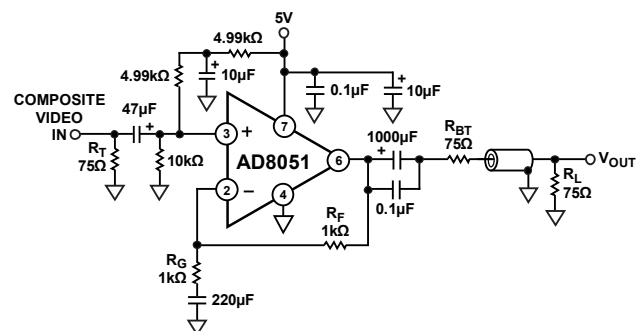 5V
4.99kΩ
+
10µF
4.99kΩ
0.1µF
+
10µF
COMPOSITE
VIDEO
IN
47µF
+
R_T
75Ω
10kΩ
3
+
7
AD8051
6
2
−
4
1000µF
+
0.1µF
R_BT
75Ω
V_OUT
R_L
75Ω
R_F
1kΩ
R_G
1kΩ
220µF